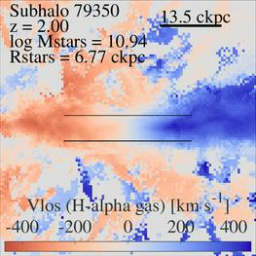 Subhalo 79350
13.5 ckpc
z = 2.00
log Mstars = 10.94
Rstars = 6.77 ckpc
Vlos (H-alpha gas) [km s⁻¹]
-400 -200 0 200 400